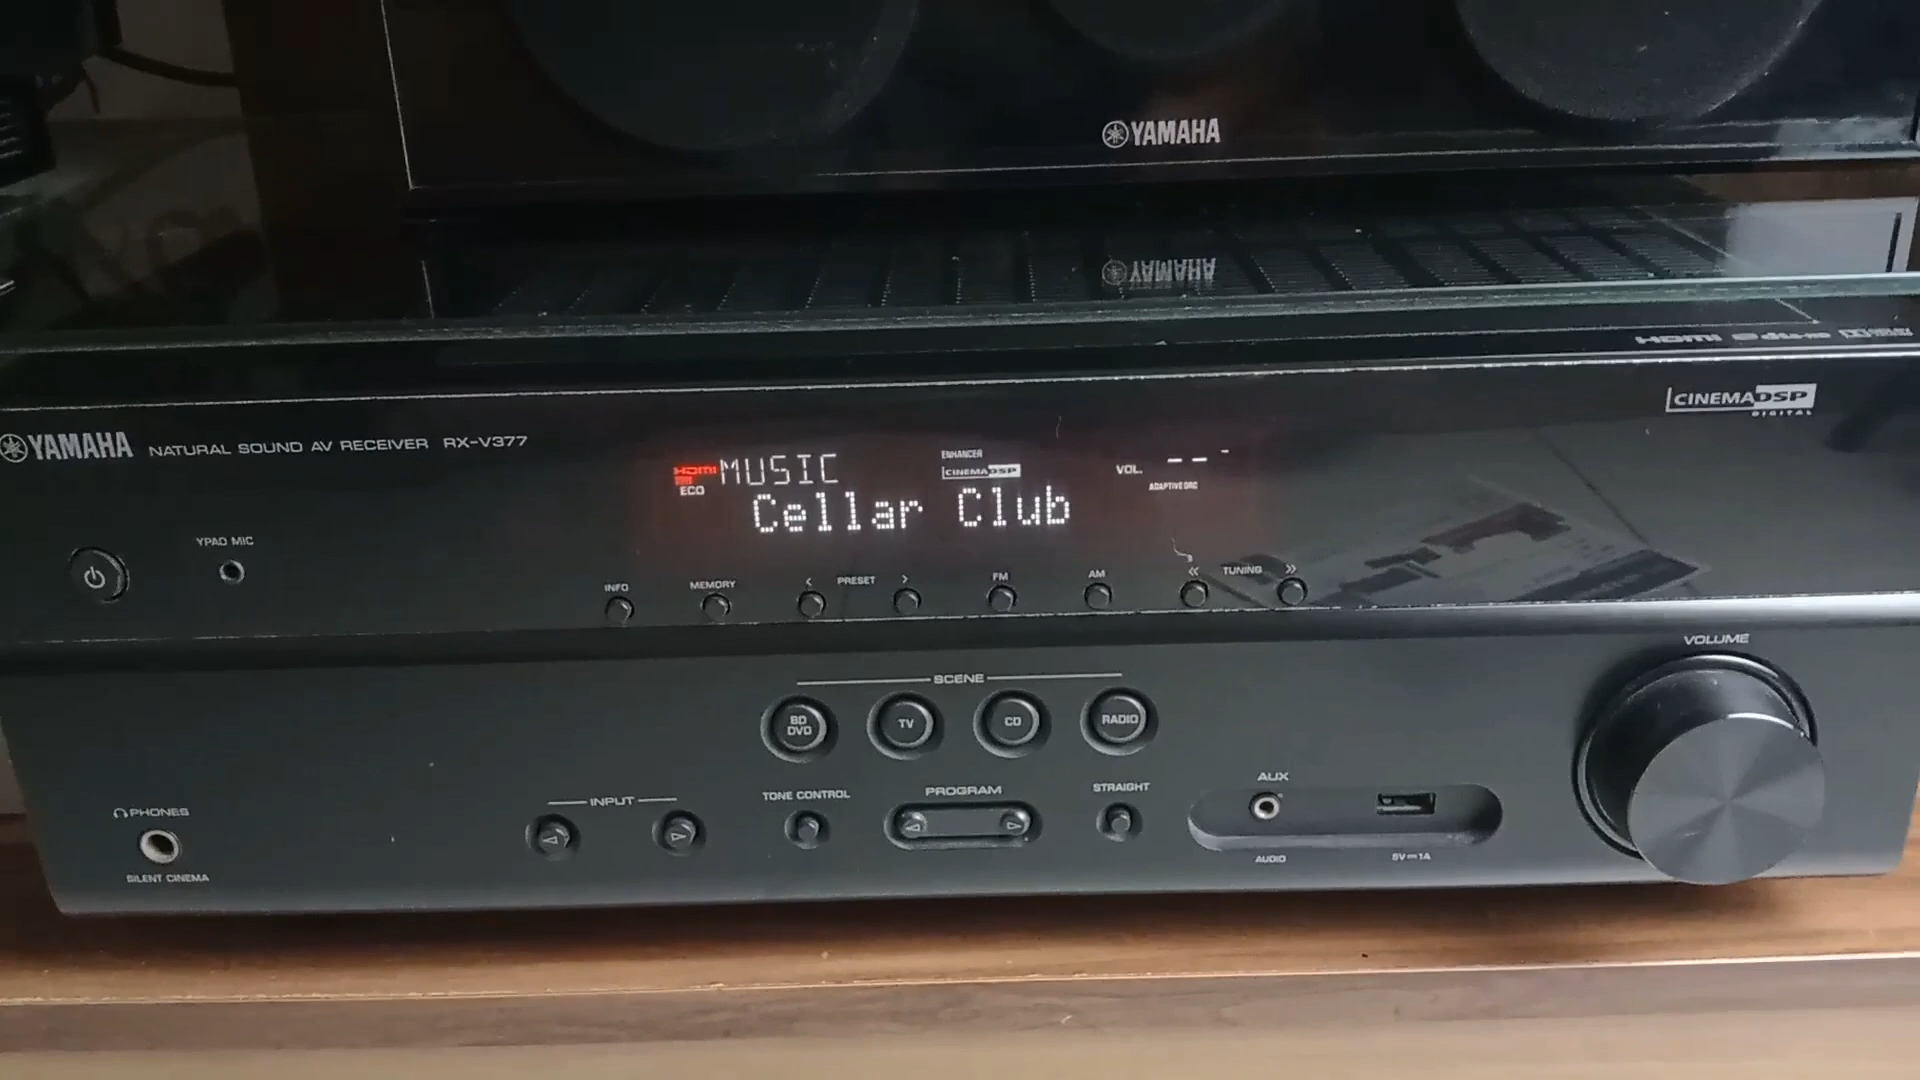 YAMAHA
HDMI
CINEMA DSP
DIGITAL
YAMAHA NATURAL SOUND AV RECEIVER RX-V377
HDMI
ECO
MUSIC
ENHANCER
CINEMA DSP
VOL. -- -
ADAPTIVE DRC
Cellar Club
YPAO MIC
INFO
MEMORY
< PRESET >
FM
AM
« TUNING »
VOLUME
SCENE
BD
DVD
TV
CD
RADIO
PHONES
SILENT CINEMA
INPUT
TONE CONTROL
PROGRAM
STRAIGHT
AUX
AUDIO
5V 1A